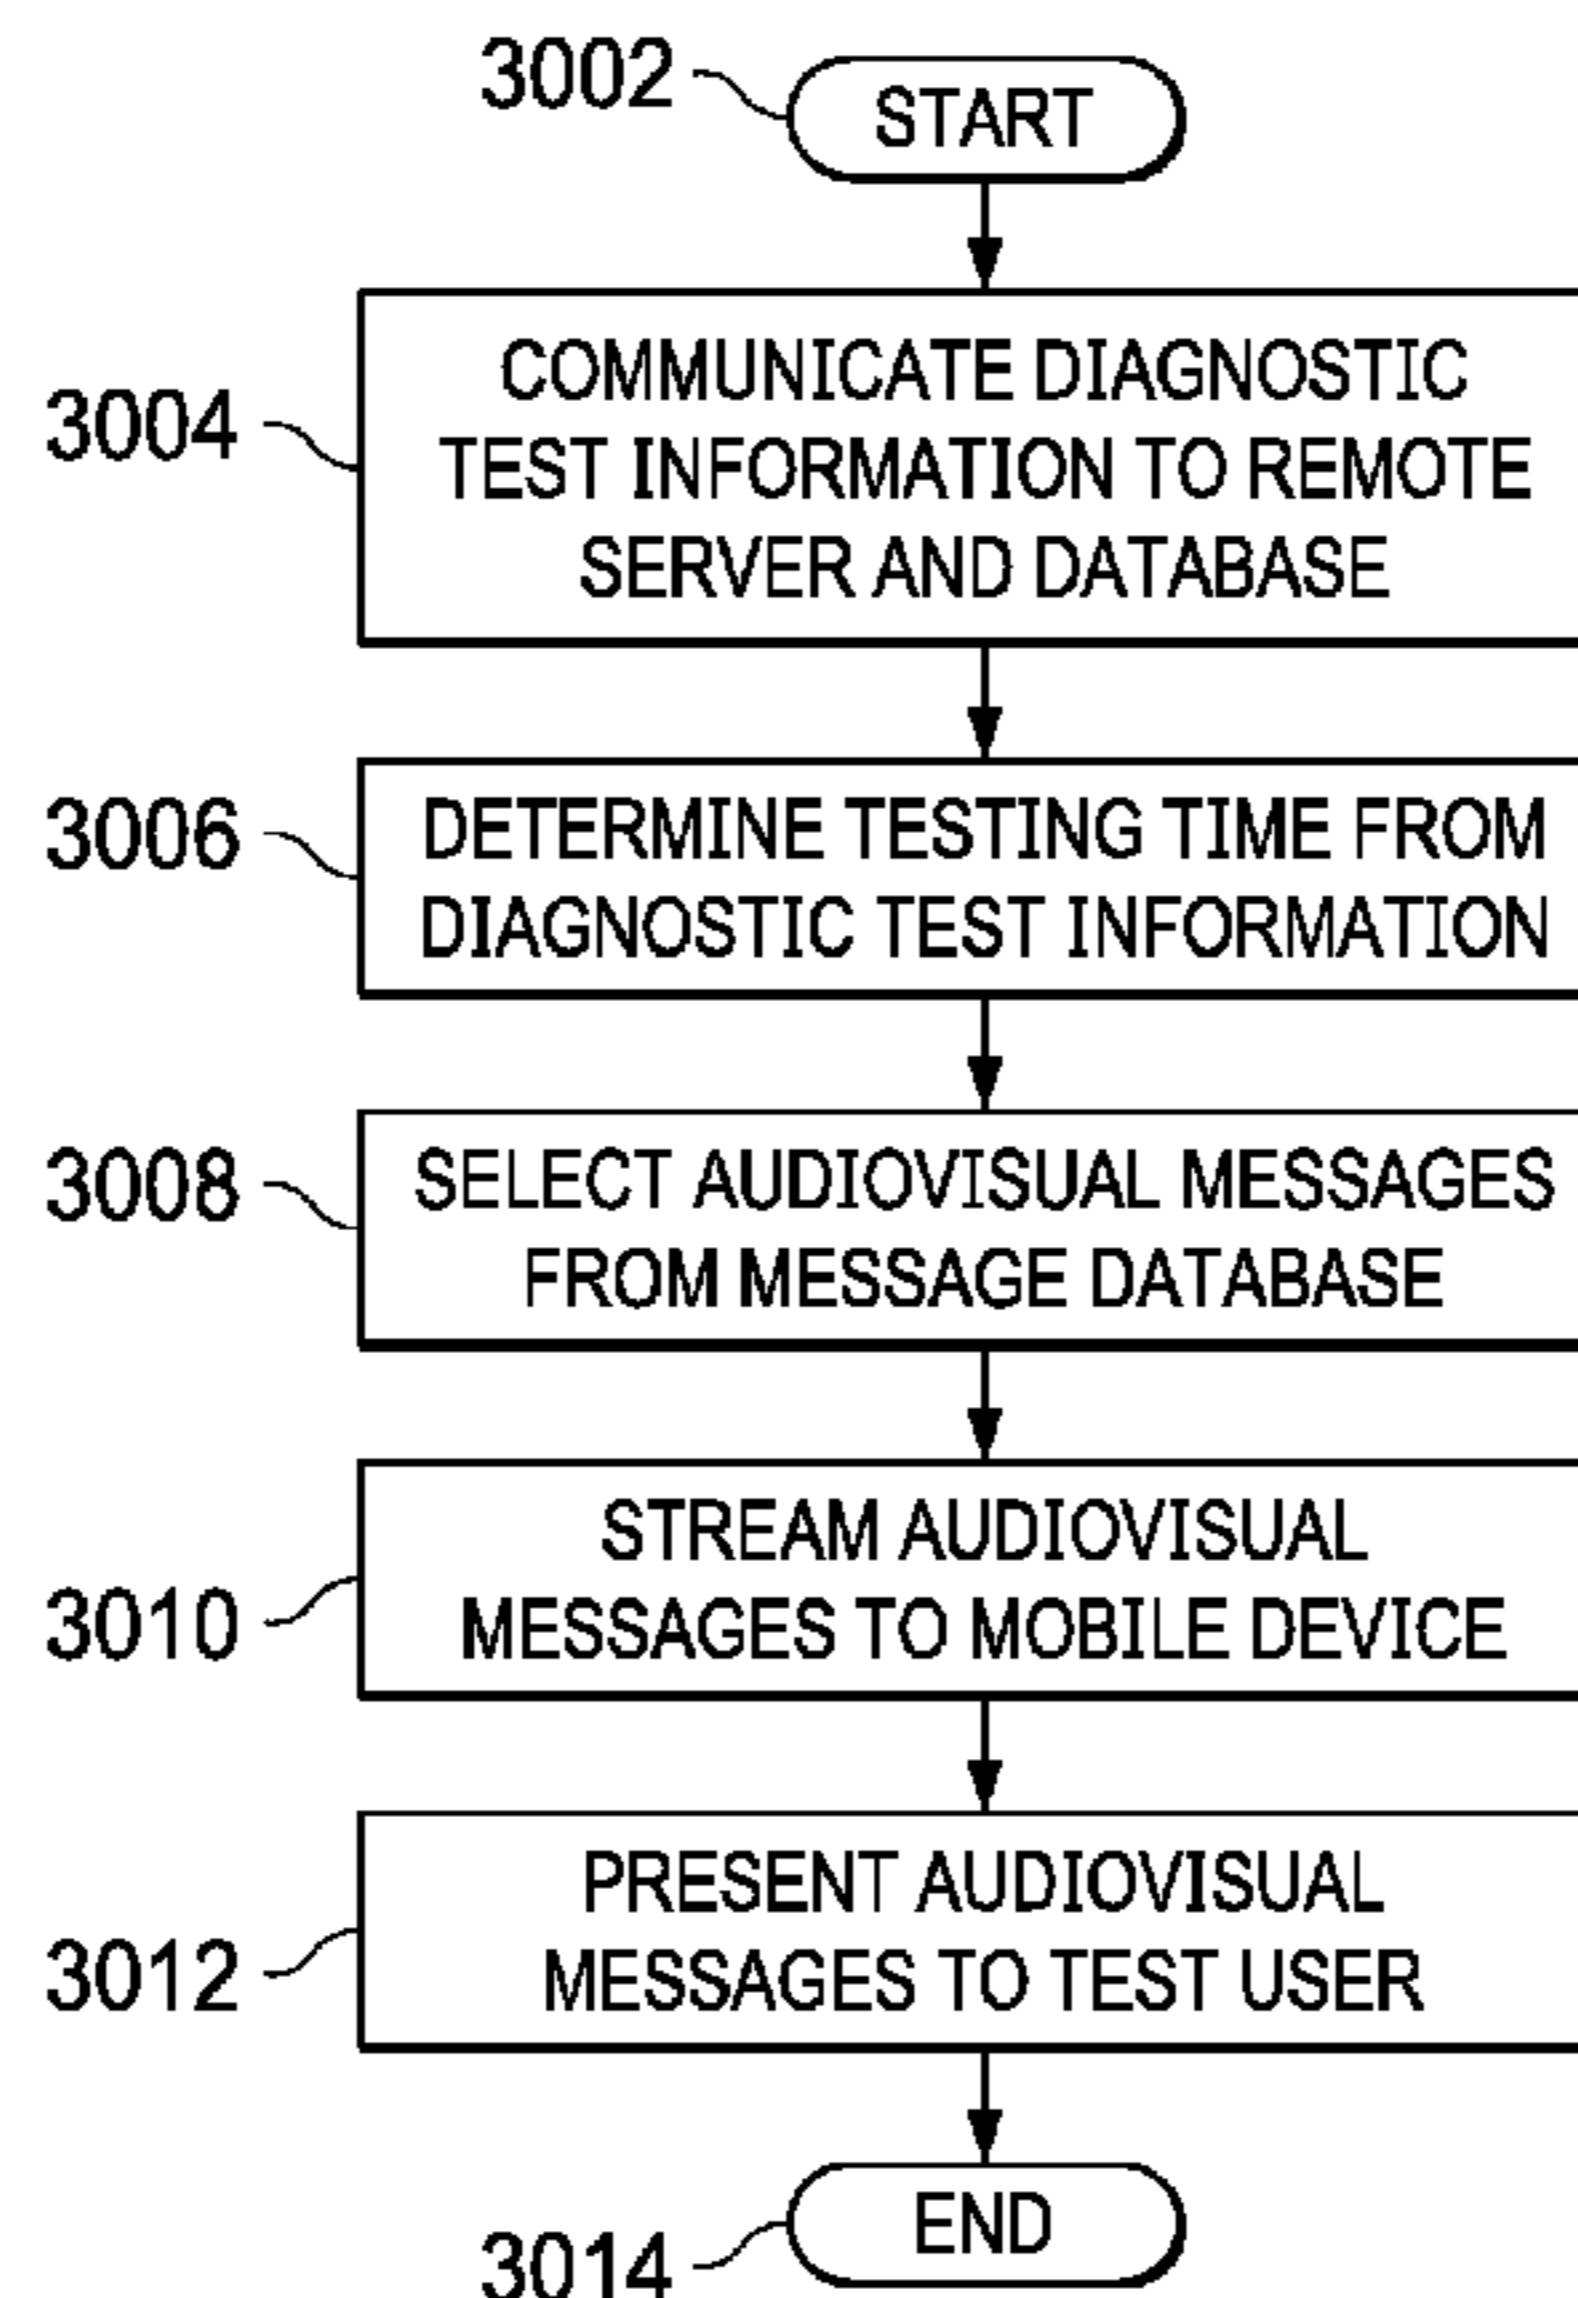 3002
START
3004
COMMUNICATE DIAGNOSTIC
TEST INFORMATION TO REMOTE
SERVER AND DATABASE
3006
DETERMINE TESTING TIME FROM
DIAGNOSTIC TEST INFORMATION
3008
SELECT AUDIOVISUAL MESSAGES
FROM MESSAGE DATABASE
3010
STREAM AUDIOVISUAL
MESSAGES TO MOBILE DEVICE
3012
PRESENT AUDIOVISUAL
MESSAGES TO TEST USER
3014
END